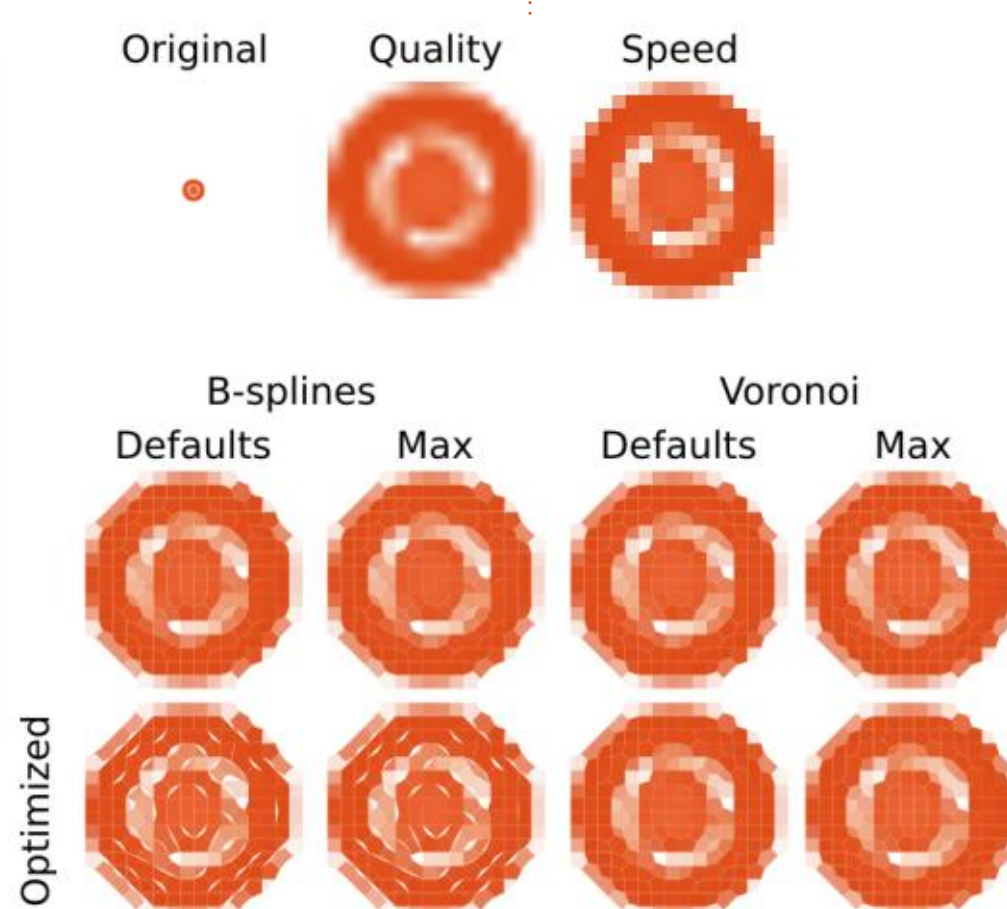 Original Quality Speed
B-splines Voronoi
Defaults Max Defaults Max
Optimized